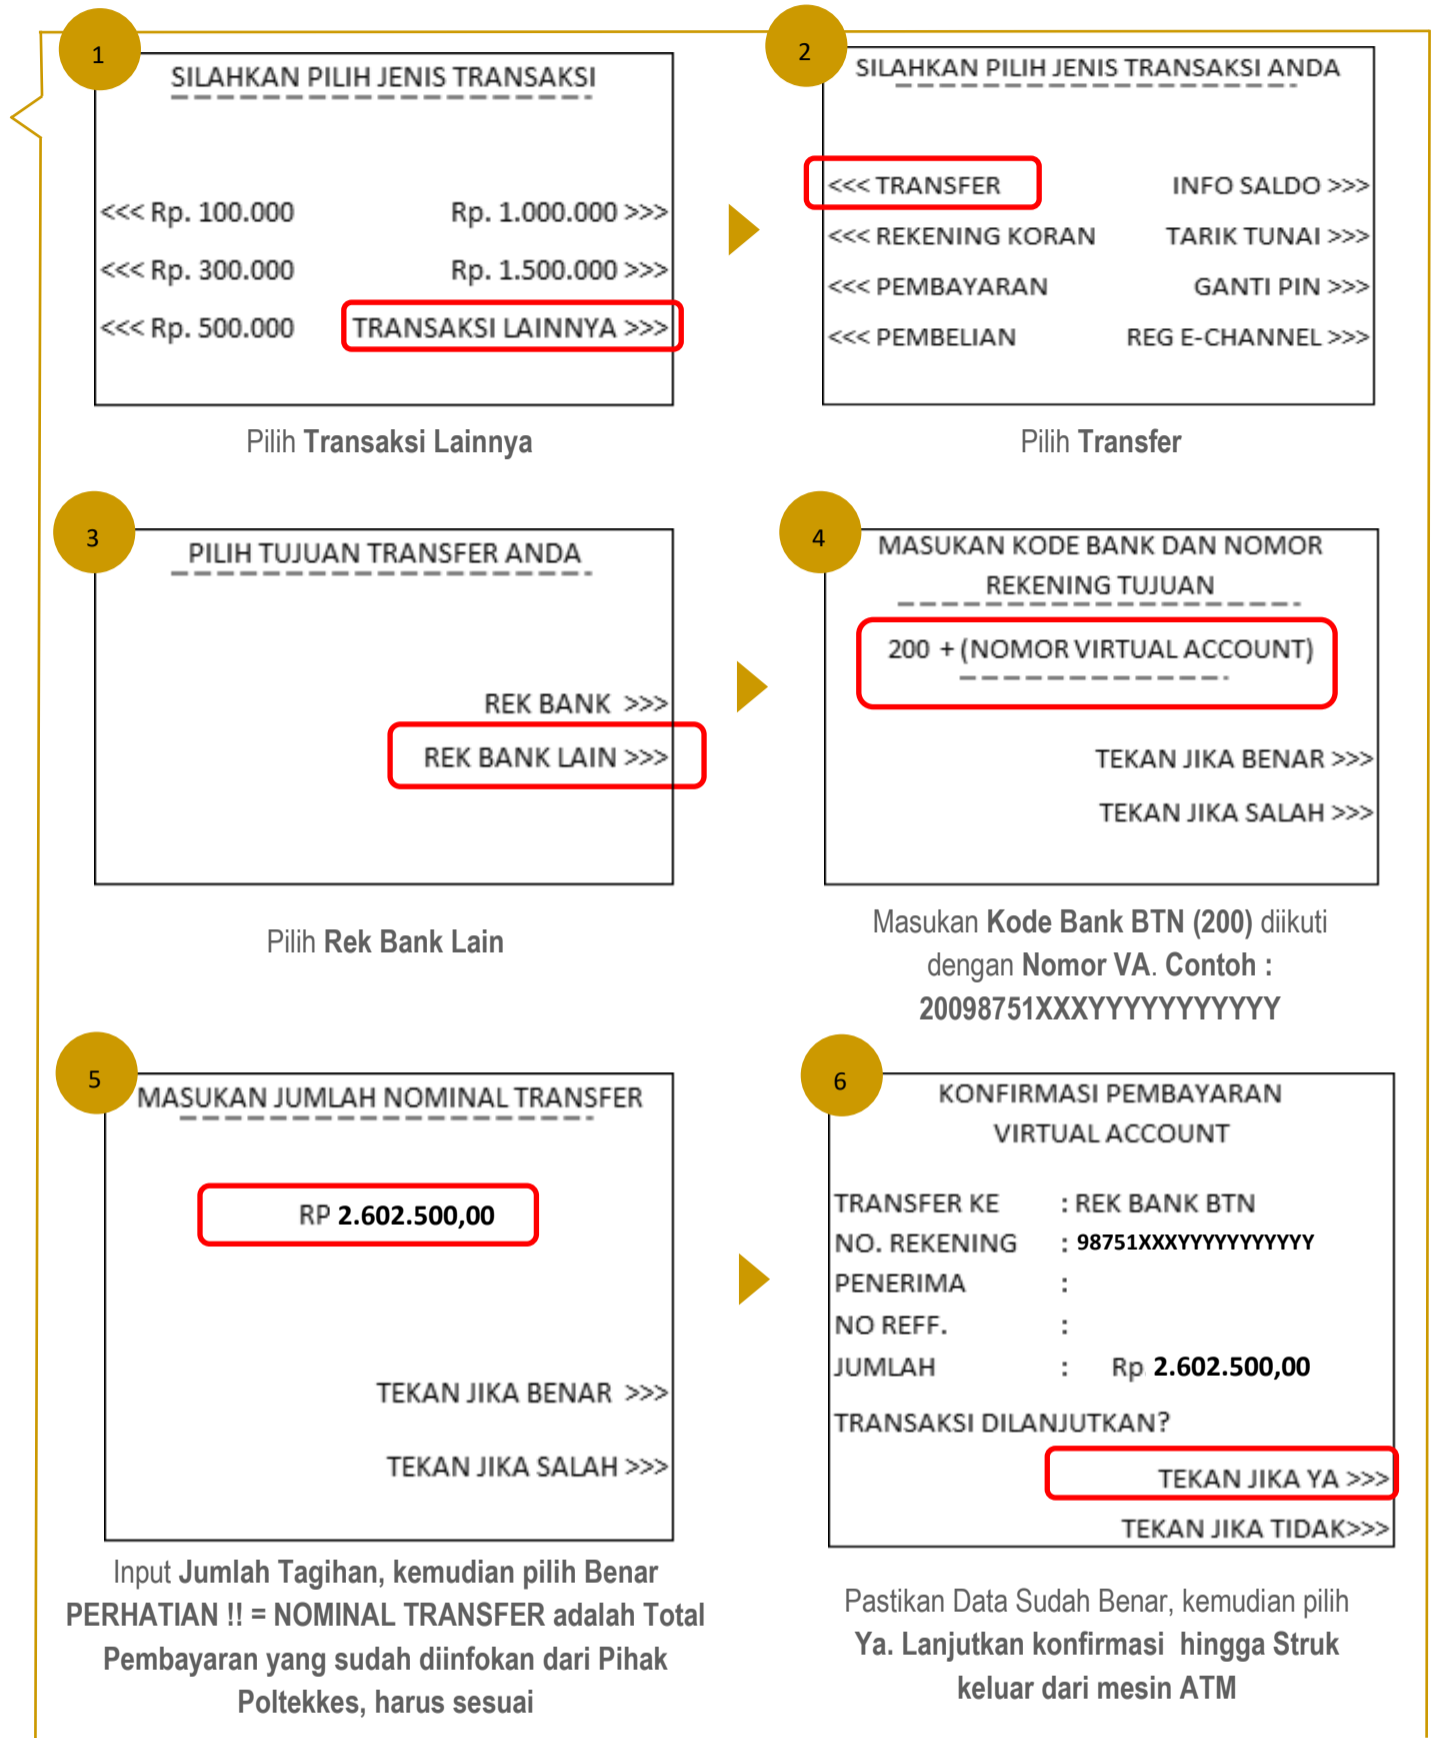 1
SILAHKAN PILIH JENIS TRANSAKSI
<<< Rp. 100.000 Rp. 1.000.000 >>>
<<< Rp. 300.000 Rp. 1.500.000 >>>
<<< Rp. 500.000 TRANSAKSI LAINNYA >>>
Pilih Transaksi Lainnya
2
SILAHKAN PILIH JENIS TRANSAKSI ANDA
<<< TRANSFER INFO SALDO >>>
<<< REKENING KORAN TARIK TUNAI >>>
<<< PEMBAYARAN GANTI PIN >>>
<<< PEMBELIAN REG E-CHANNEL >>>
Pilih Transfer
3
PILIH TUJUAN TRANSFER ANDA
REK BANK >>>
REK BANK LAIN >>>
Pilih Rek Bank Lain
4
MASUKAN KODE BANK DAN NOMOR
REKENING TUJUAN
200 + (NOMOR VIRTUAL ACCOUNT)
TEKAN JIKA BENAR >>>
TEKAN JIKA SALAH >>>
Masukan Kode Bank BTN (200) diikuti
dengan Nomor VA. Contoh :
20098751XXXYYYYYYYYYYY
5
MASUKAN JUMLAH NOMINAL TRANSFER
RP 2.602.500,00
TEKAN JIKA BENAR >>>
TEKAN JIKA SALAH >>>
Input Jumlah Tagihan, kemudian pilih Benar
PERHATIAN !! = NOMINAL TRANSFER adalah Total
Pembayaran yang sudah diinfokan dari Pihak
Poltekkes, harus sesuai
6
KONFIRMASI PEMBAYARAN
VIRTUAL ACCOUNT
TRANSFER KE : REK BANK BTN
NO. REKENING : 98751XXXYYYYYYYYYYY
PENERIMA :
NO REFF. :
JUMLAH : Rp 2.602.500,00
TRANSAKSI DILANJUTKAN?
TEKAN JIKA YA >>>
TEKAN JIKA TIDAK>>>
Pastikan Data Sudah Benar, kemudian pilih
Ya. Lanjutkan konfirmasi hingga Struk
keluar dari mesin ATM